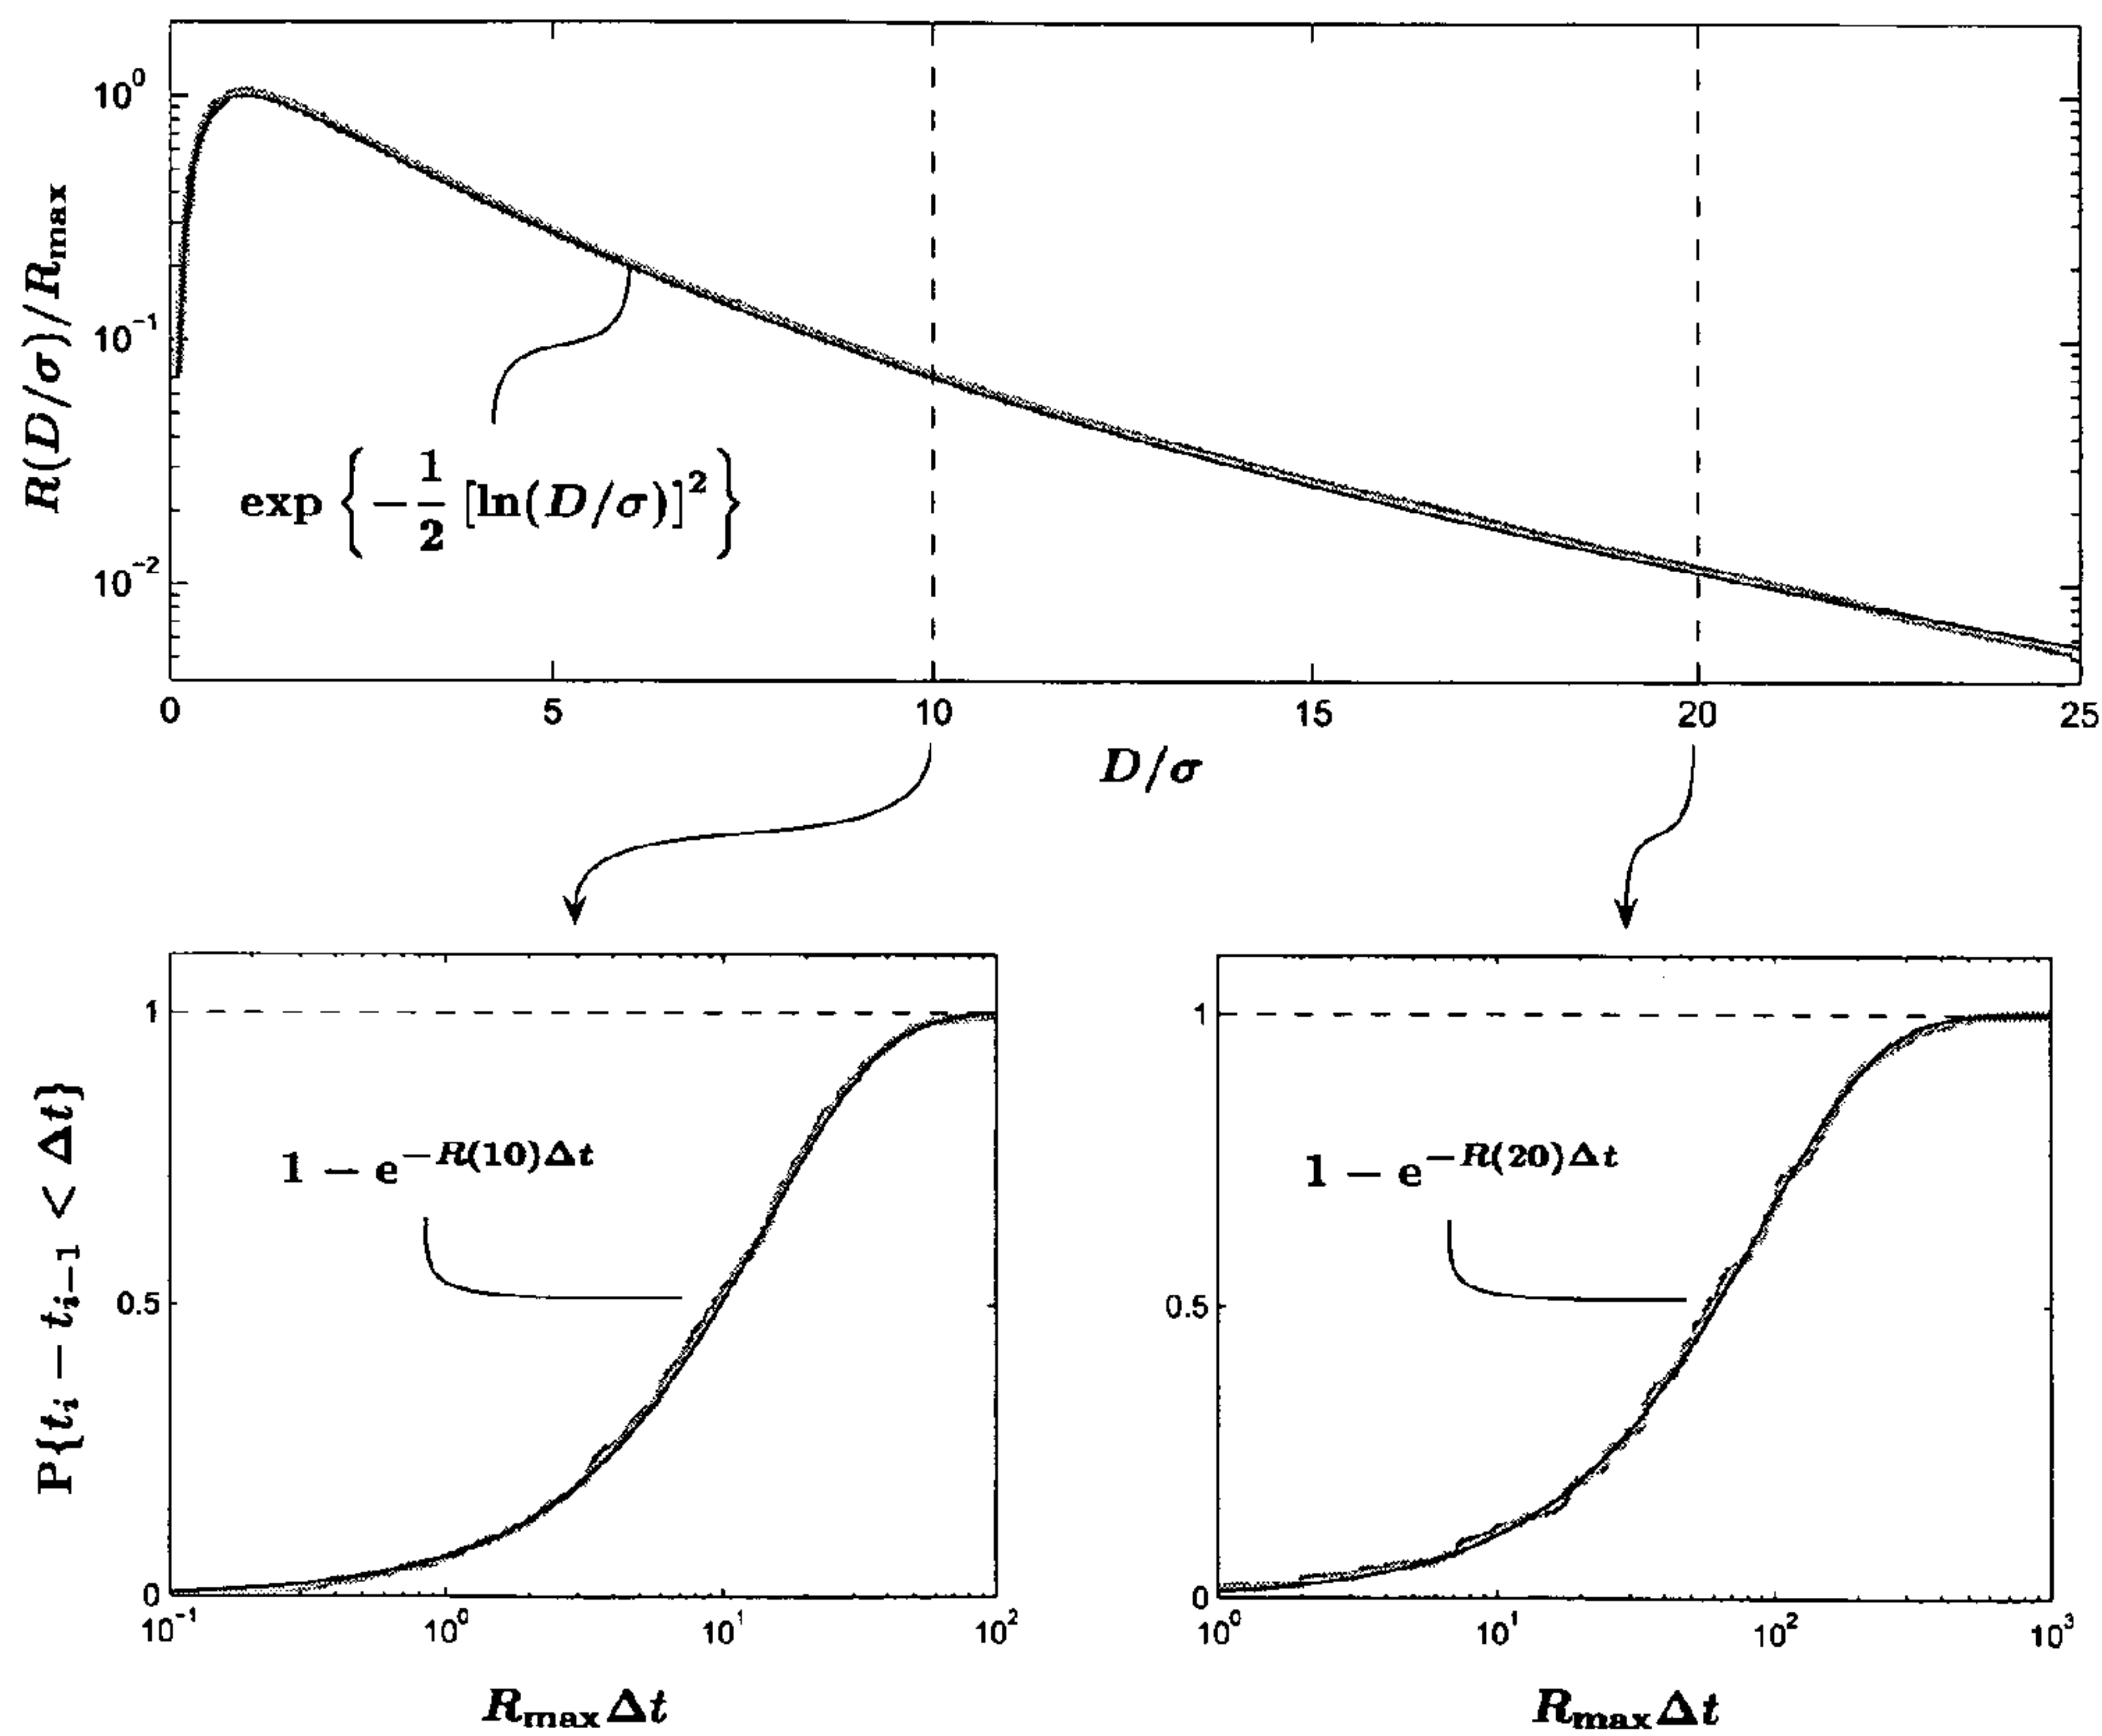 10^0
10^-1
10^-2
R(D/σ)/R_max
exp { -1/2 [ln(D/σ)]^2 }
0 5 10 15 20 25
D/σ
P{t_i − t_{i−1} < Δt}
1
0.5
0
1 − e^{−R(10)Δt}
10^-1 10^0 10^1 10^2
R_max Δt
1
0.5
0
1 − e^{−R(20)Δt}
10^0 10^1 10^2 10^3
R_max Δt